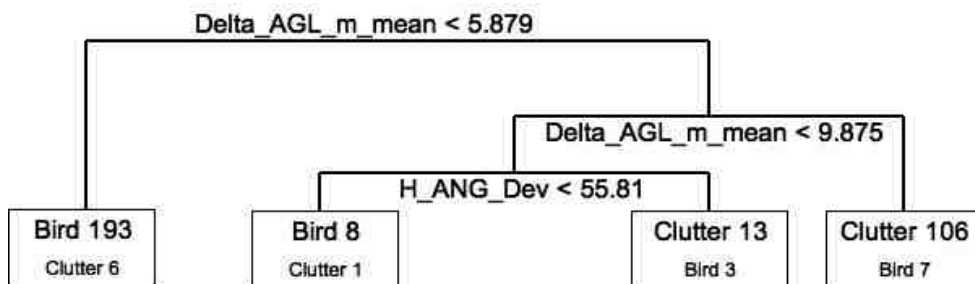 Delta_AGL_m_mean < 5.879
Delta_AGL_m_mean < 9.875
H_ANG_Dev < 55.81
Bird 193
Clutter 6
Bird 8
Clutter 1
Clutter 13
Bird 3
Clutter 106
Bird 7